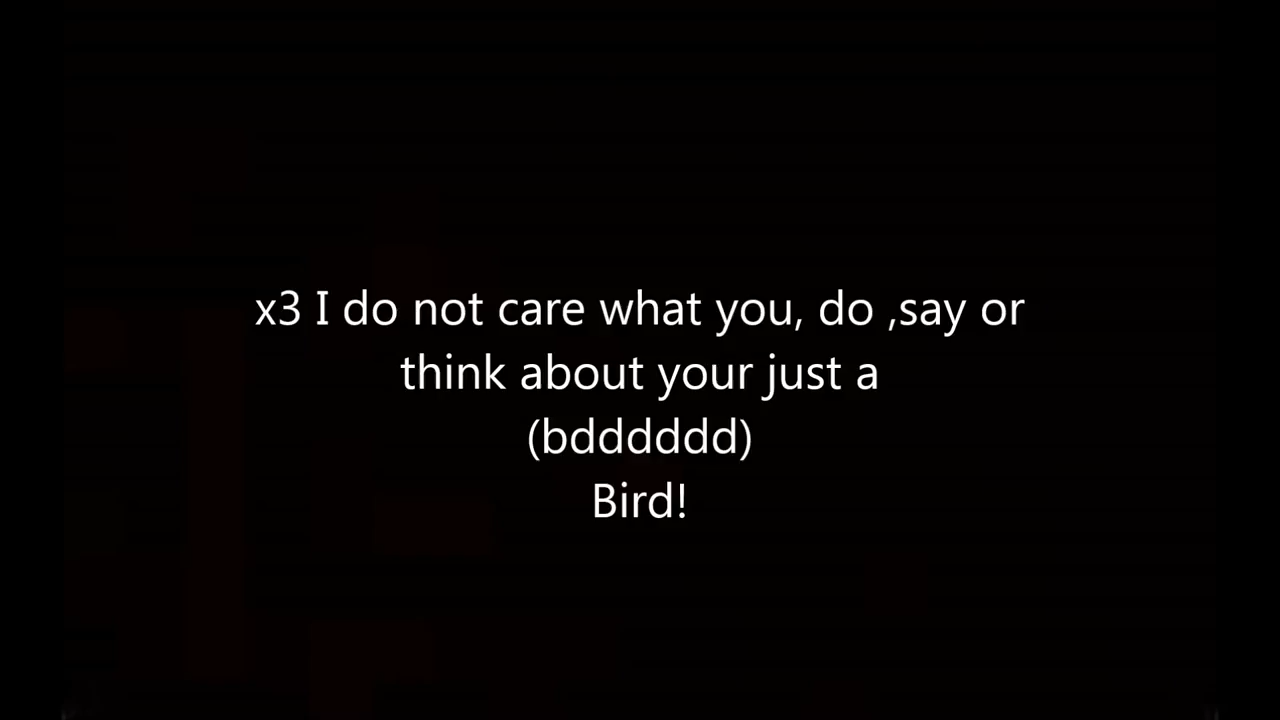 x3 I do not care what you, do ,say or
think about your just a
(bdddddd)
Bird!